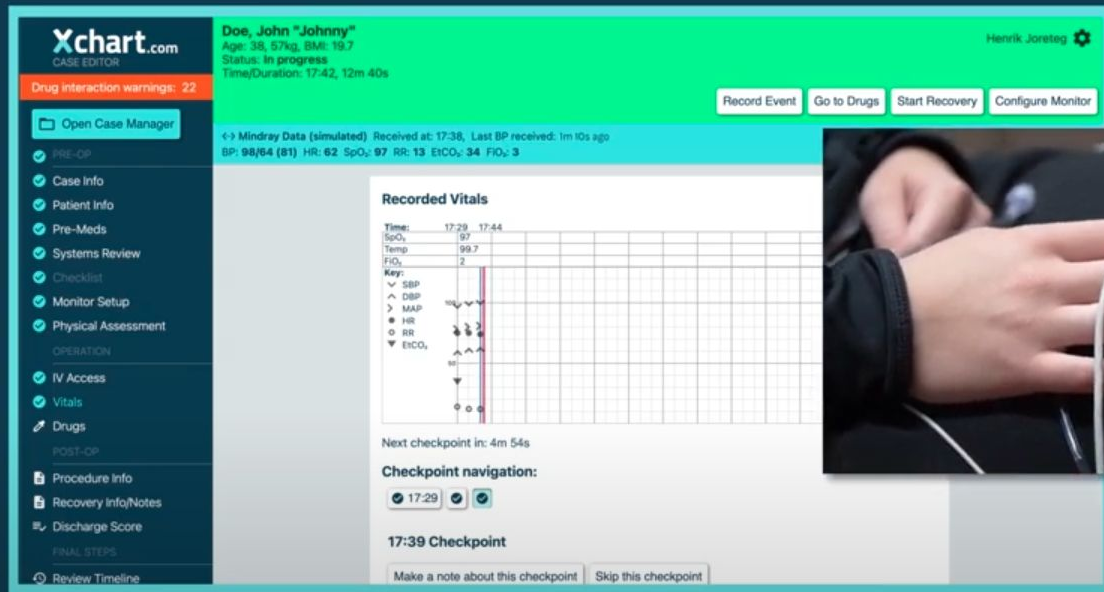 Xchart.com
CASE EDITOR
Drug interaction warnings: 22
Open Case Manager
PRE-OP
Case Info
Patient Info
Pre-Meds
Systems Review
Checklist
Monitor Setup
Physical Assessment
OPERATION
IV Access
Vitals
Drugs
POST-OP
Procedure Info
Recovery Info/Notes
Discharge Score
FINAL STEPS
Review Timeline
Doe, John "Johnny"
Age: 38, 57kg, BMI: 19.7
Status: In progress
Time/Duration: 17:42, 12m 40s
Henrik Joreteg
Record Event
Go to Drugs
Start Recovery
Configure Monitor
<·> Mindray Data (simulated) Received at: 17:38, Last BP received: 1m 10s ago
BP: 98/64 (81) HR: 62 SpO₂: 97 RR: 13 EtCO₂: 34 FiO₂: 3
Recorded Vitals
Time: 17:29 17:44
SpO₂ 97
Temp 99.7
FiO₂ 2
Key:
SBP
DBP
MAP
HR
RR
EtCO₂
100
50
Next checkpoint in: 4m 54s
Checkpoint navigation:
17:29
17:39 Checkpoint
Make a note about this checkpoint
Skip this checkpoint